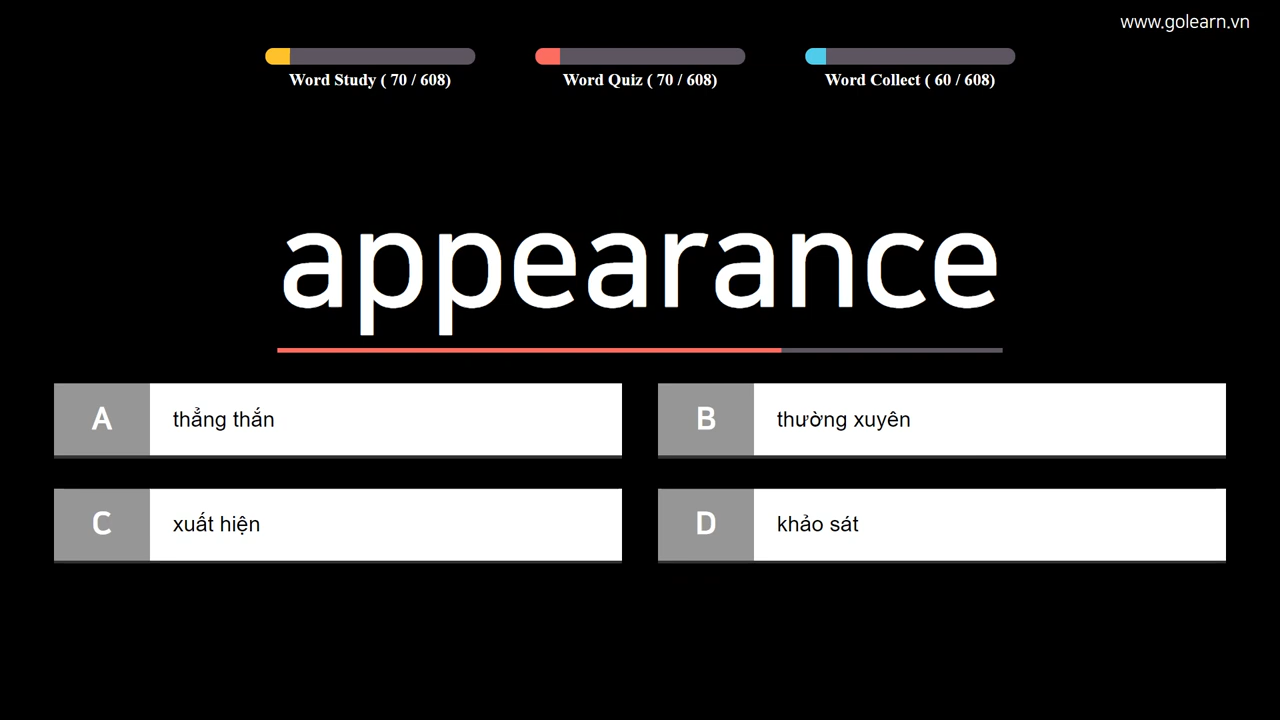 www.golearn.vn
Word Study ( 70 / 608)
Word Quiz ( 70 / 608)
Word Collect ( 60 / 608)
appearance
A thẳng thắn
B thường xuyên
C xuất hiện
D khảo sát